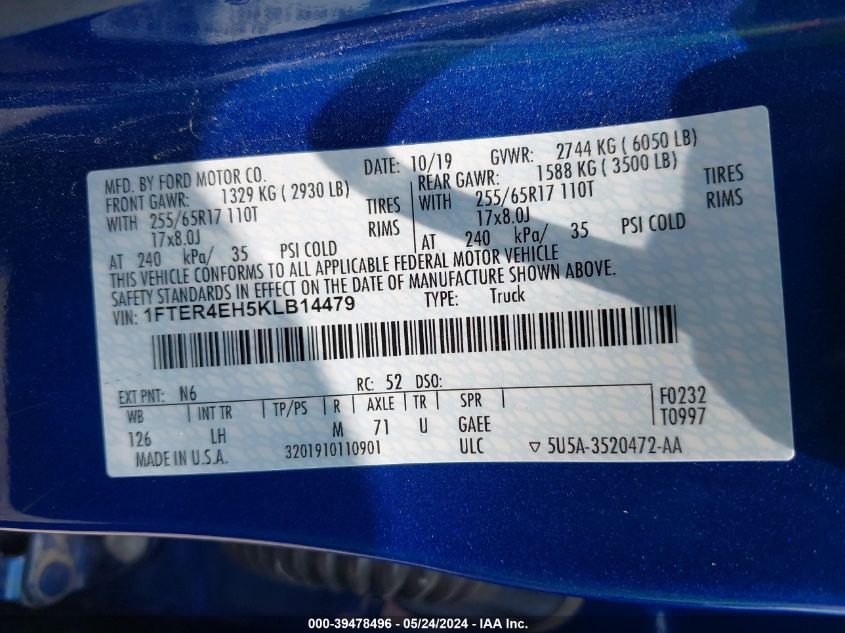 MFD. BY FORD MOTOR CO. DATE: 10/19 GVWR: 2744 KG ( 6050 LB)
FRONT GAWR: 1329 KG ( 2930 LB) REAR GAWR: 1588 KG ( 3500 LB)
WITH 255/65R17 110T TIRES WITH 255/65R17 110T TIRES
17x8.0J RIMS 17x8.0J RIMS
AT 240 kPa/ 35 PSI COLD AT 240 kPa/ 35 PSI COLD
THIS VEHICLE CONFORMS TO ALL APPLICABLE FEDERAL MOTOR VEHICLE
SAFETY STANDARDS IN EFFECT ON THE DATE OF MANUFACTURE SHOWN ABOVE.
VIN: 1FTER4EH5KLB14479 TYPE: Truck
EXT PNT: N6 RC: 52 DSO:
WB INT TR TP/PS R AXLE TR SPR F0232
126 LH M 71 U GAEE T0997
MADE IN U.S.A. 3201910110901 ULC ▽ 5U5A-3520472-AA
000-39478496 - 05/24/2024 - IAA Inc.